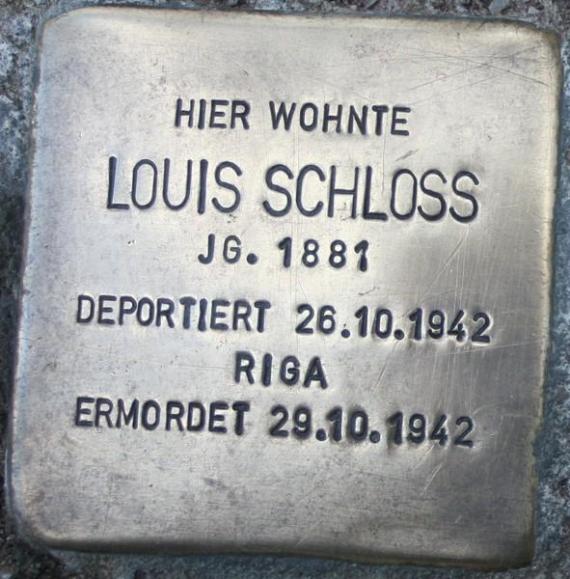 HIER WOHNTE
LOUIS SCHLOSS
JG. 1881
DEPORTIERT 26.10.1942
RIGA
ERMORDET 29.10.1942